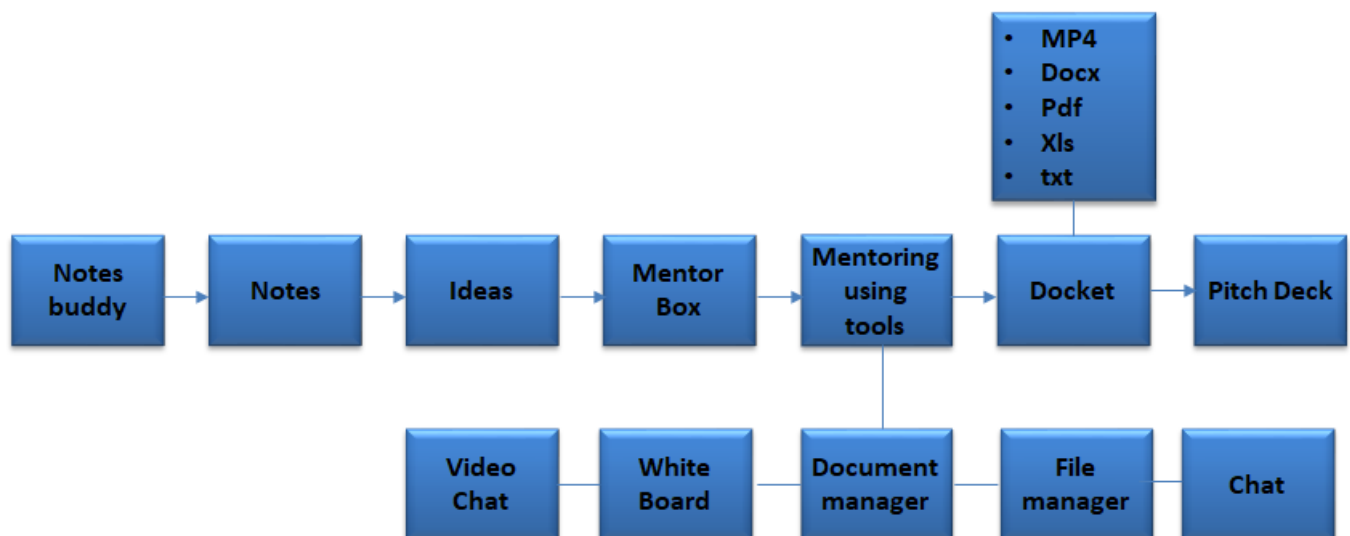 • MP4
• Docx
• Pdf
• Xls
• txt
Notes
buddy
Notes
Ideas
Mentor
Box
Mentoring
using
tools
Docket
Pitch Deck
Video
Chat
White
Board
Document
manager
File
manager
Chat